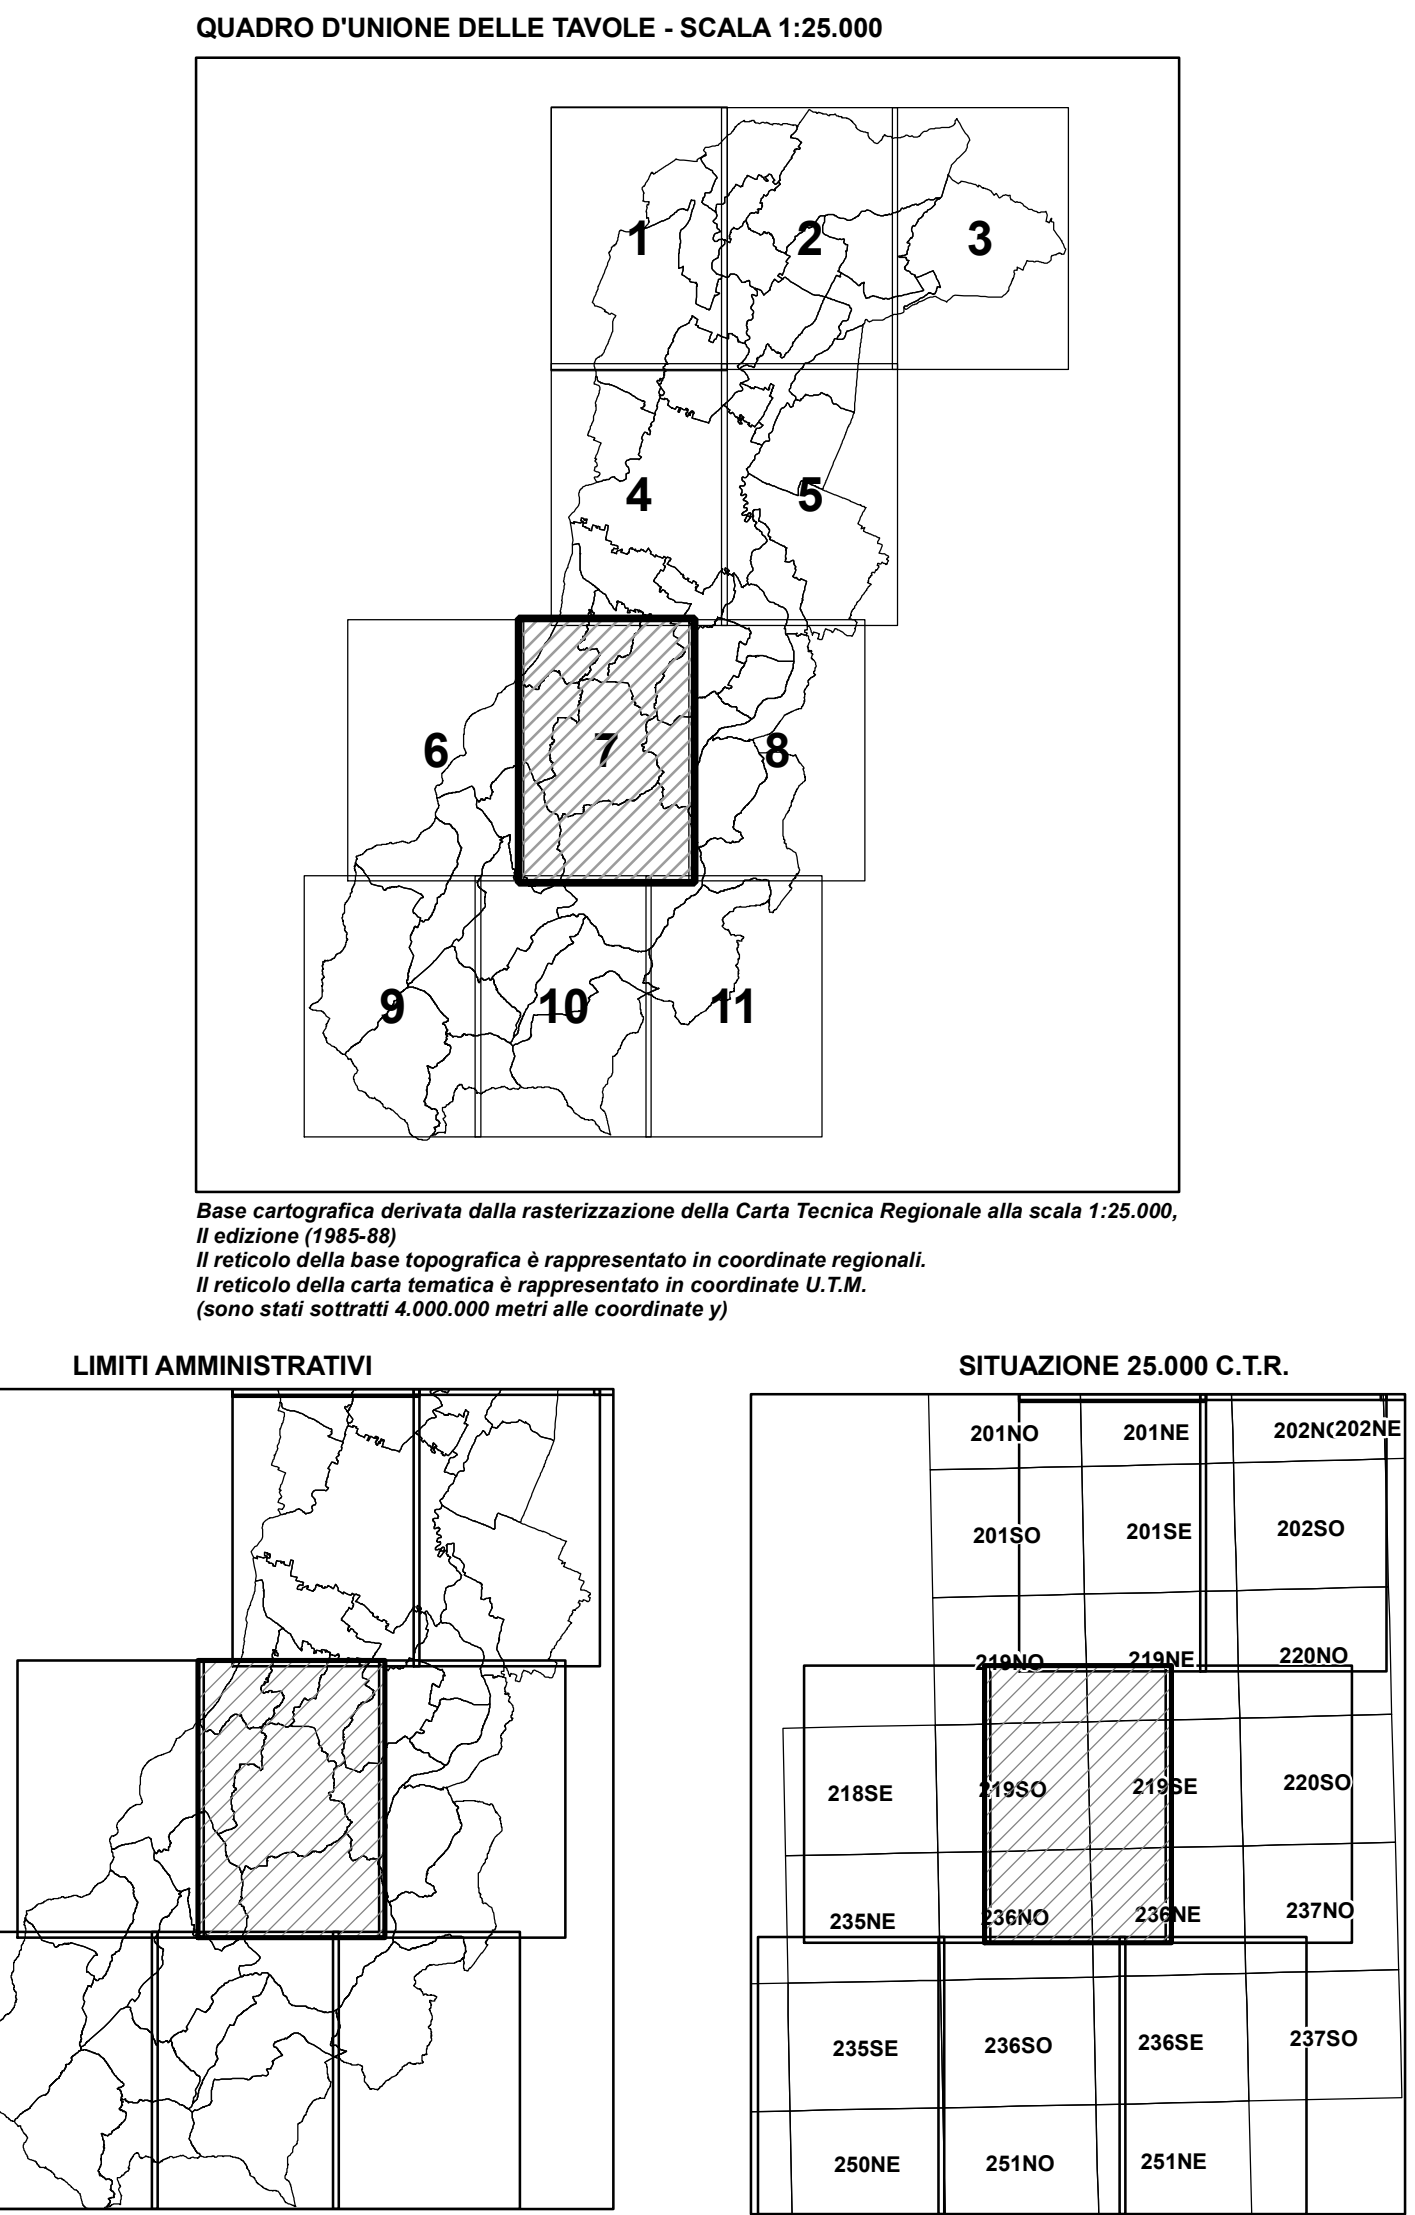 QUADRO D'UNIONE DELLE TAVOLE - SCALA 1:25.000
1 2 3
4 5
6 7 8
9 10 11
Base cartografica derivata dalla rasterizzazione della Carta Tecnica Regionale alla scala 1:25.000,
II edizione (1985-88)
Il reticolo della base topografica è rappresentato in coordinate regionali.
Il reticolo della carta tematica è rappresentato in coordinate U.T.M.
(sono stati sottratti 4.000.000 metri alle coordinate y)
LIMITI AMMINISTRATIVI
SITUAZIONE 25.000 C.T.R.
201NO 201NE 202NO 202NE
201SO 201SE 202SO
219NO 219NE 220NO
218SE 219SO 219SE 220SO
235NE 236NO 236NE 237NO
235SE 236SO 236SE 237SO
250NE 251NO 251NE